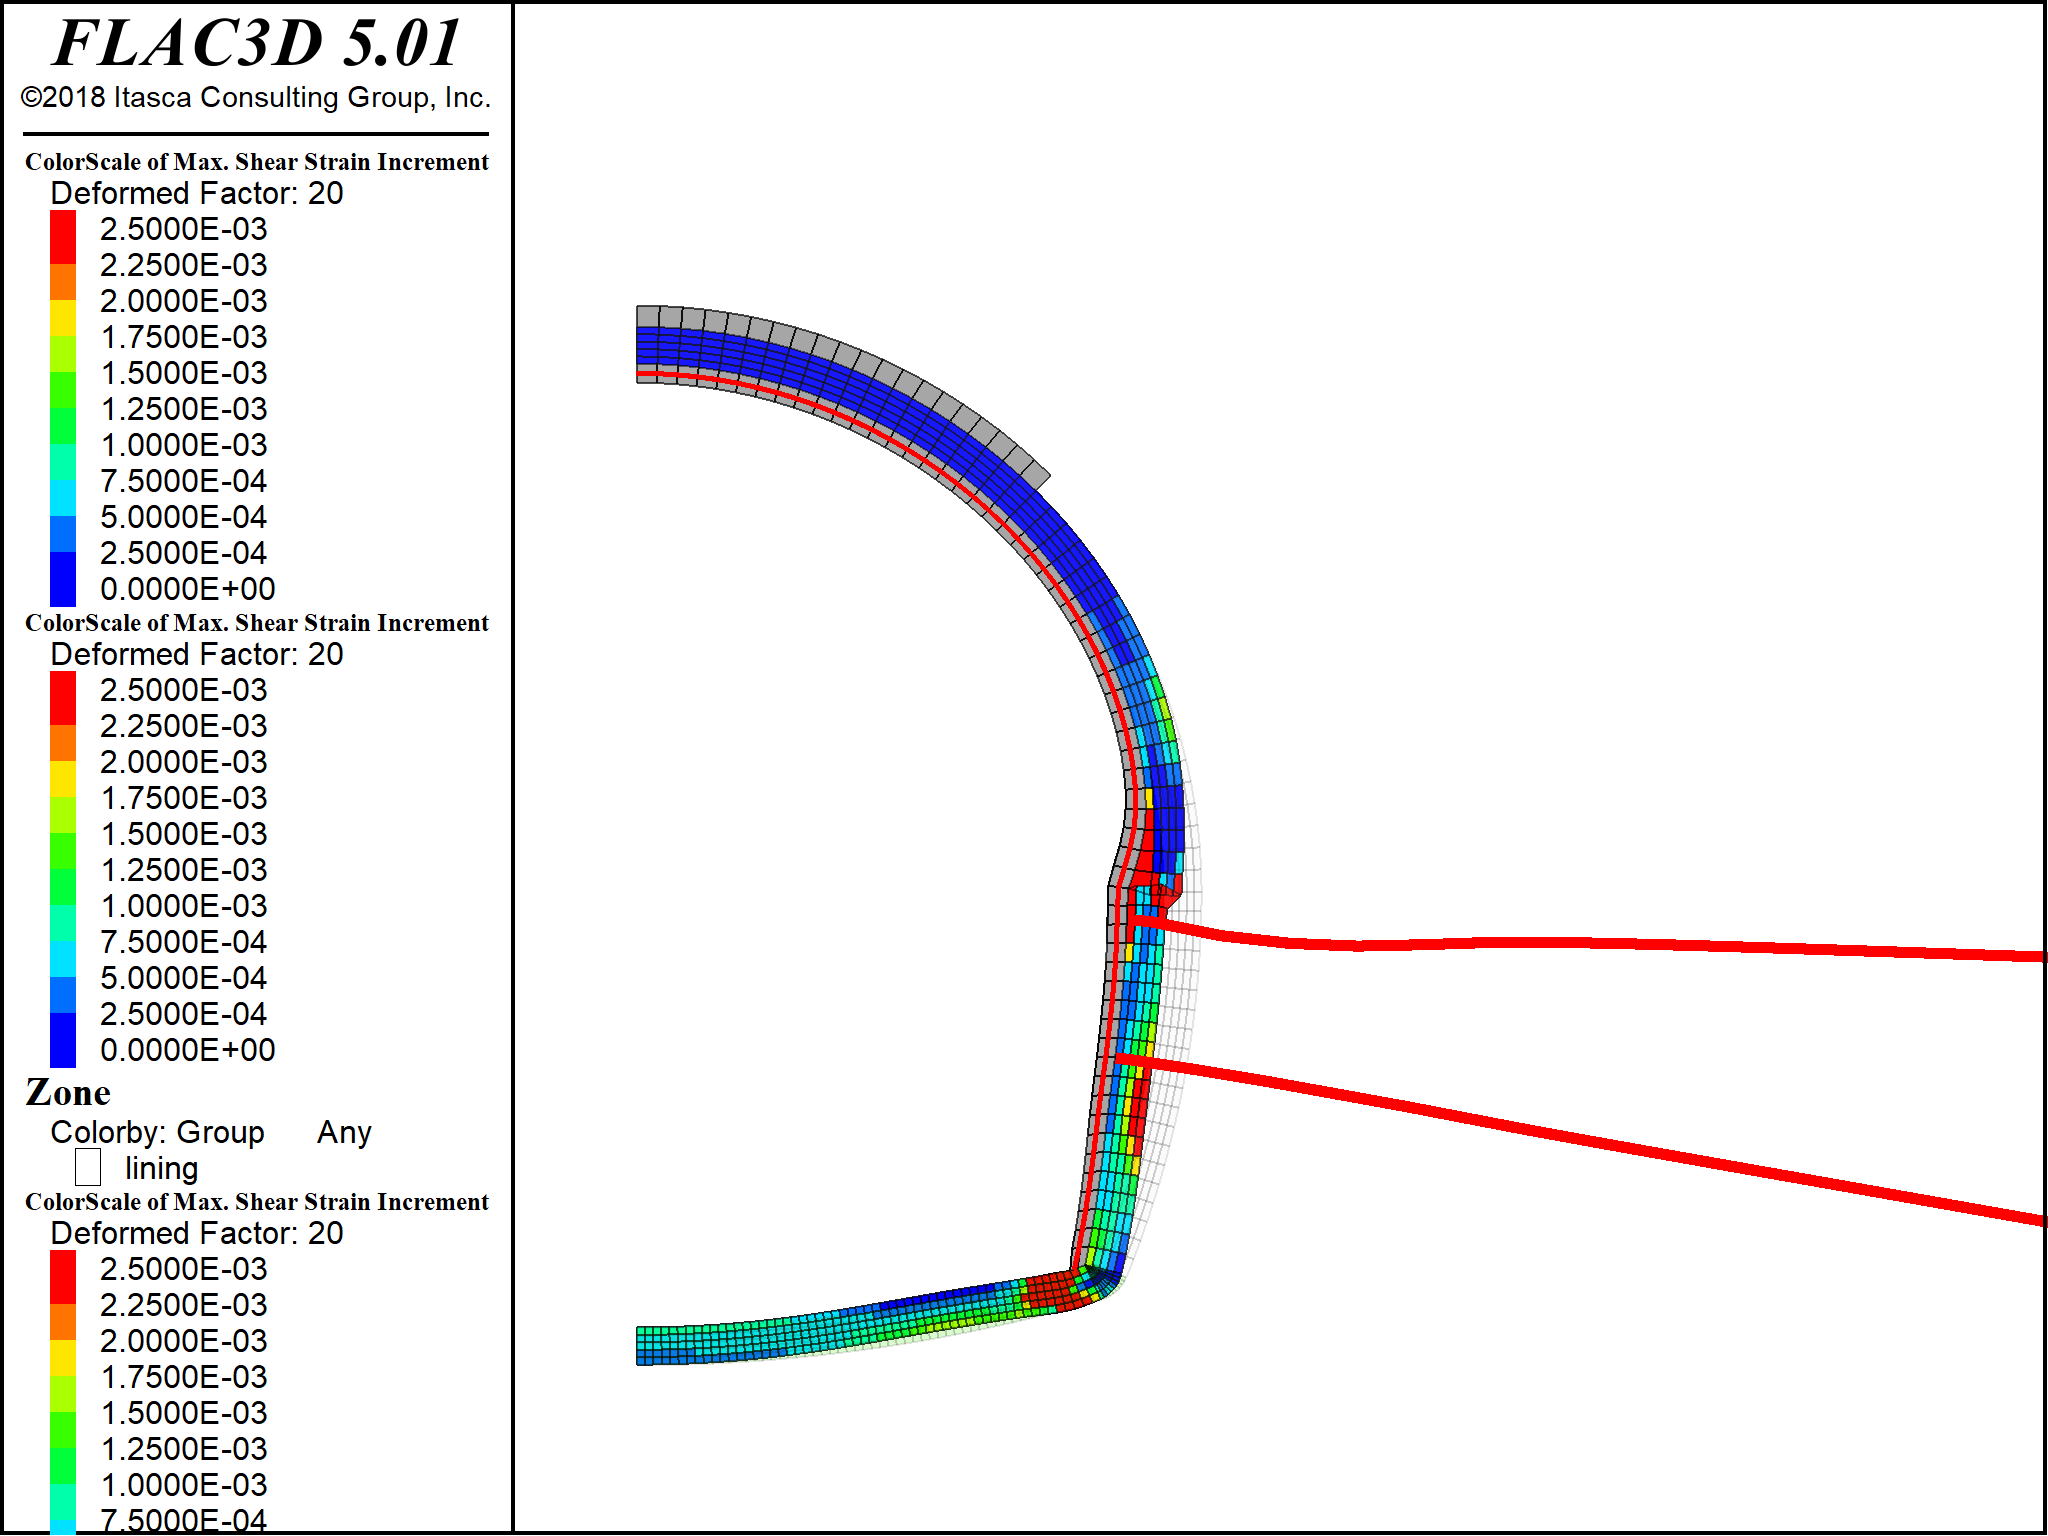 FLAC3D 5.01
©2018 Itasca Consulting Group, Inc.
ColorScale of Max. Shear Strain Increment
Deformed Factor: 20
2.5000E-03
2.2500E-03
2.0000E-03
1.7500E-03
1.5000E-03
1.2500E-03
1.0000E-03
7.5000E-04
5.0000E-04
2.5000E-04
0.0000E+00
ColorScale of Max. Shear Strain Increment
Deformed Factor: 20
2.5000E-03
2.2500E-03
2.0000E-03
1.7500E-03
1.5000E-03
1.2500E-03
1.0000E-03
7.5000E-04
5.0000E-04
2.5000E-04
0.0000E+00
Zone
Colorby: Group Any
lining
ColorScale of Max. Shear Strain Increment
Deformed Factor: 20
2.5000E-03
2.2500E-03
2.0000E-03
1.7500E-03
1.5000E-03
1.2500E-03
1.0000E-03
7.5000E-04